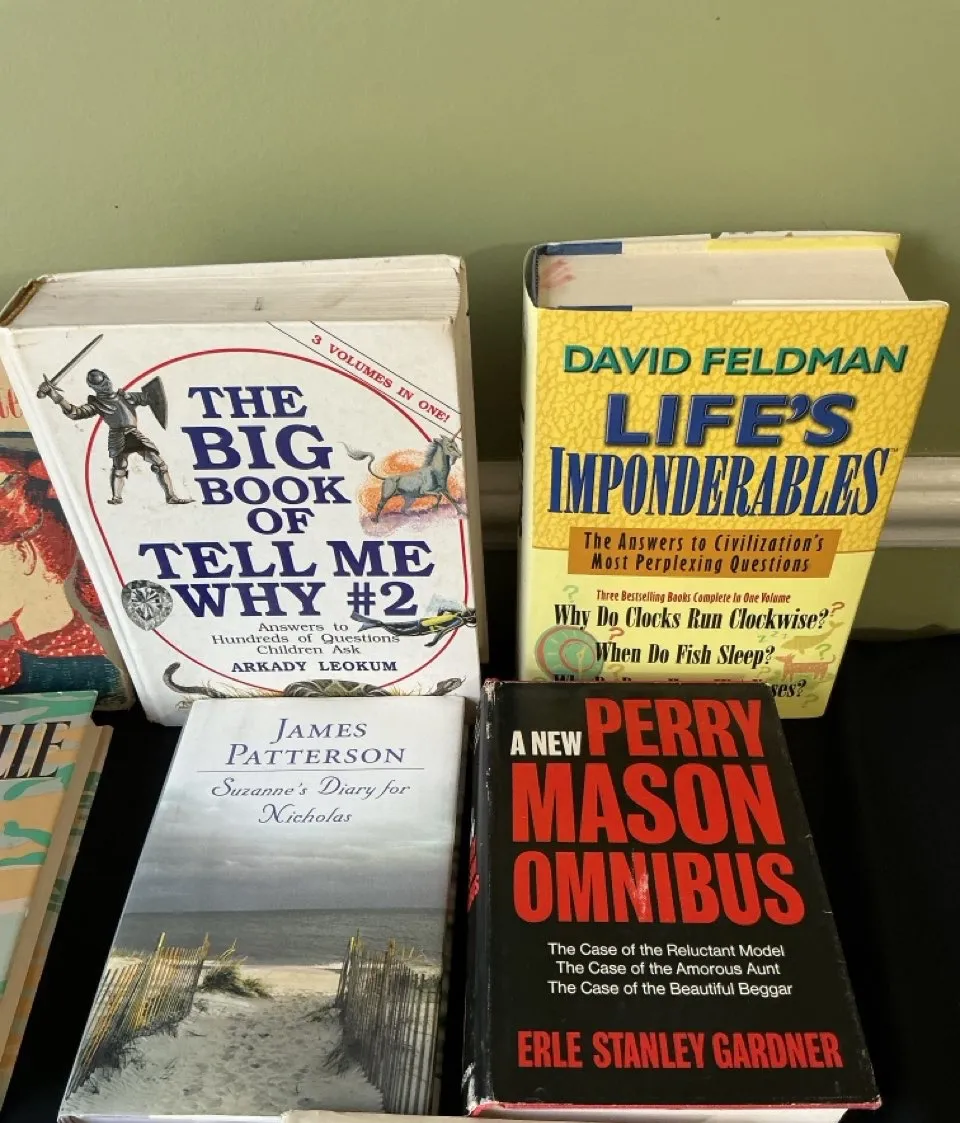 3 VOLUMES IN ONE!
THE
BIG
BOOK
OF
TELL ME
WHY #2
Answers to
Hundreds of Questions
Children Ask
ARKADY LEOKUM
DAVID FELDMAN
LIFE'S
IMPONDERABLES™
The Answers to Civilization's
Most Perplexing Questions
Three Bestselling Books Complete In One Volume
Why Do Clocks Run Clockwise?
When Do Fish Sleep?
JAMES
PATTERSON
Suzanne's Diary for
Nicholas
A NEW PERRY
MASON
OMNIBUS
The Case of the Reluctant Model
The Case of the Amorous Aunt
The Case of the Beautiful Beggar
ERLE STANLEY GARDNER